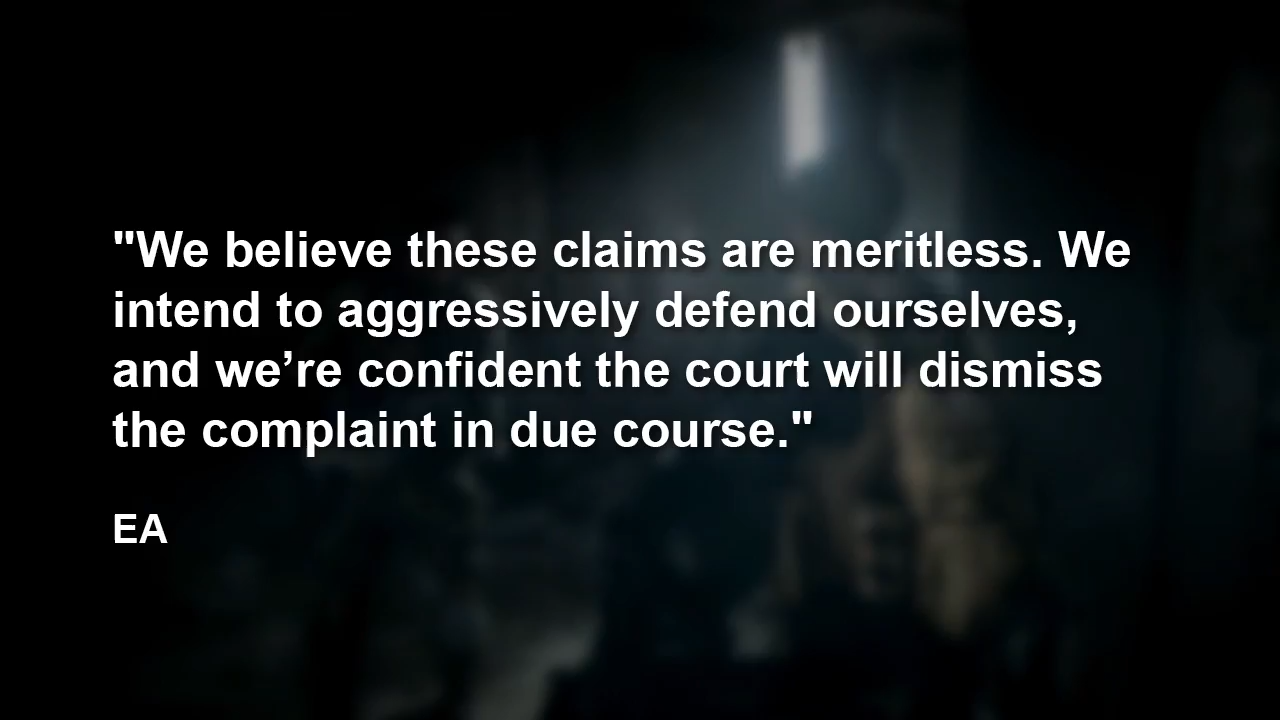 "We believe these claims are meritless. We
intend to aggressively defend ourselves,
and we’re confident the court will dismiss
the complaint in due course."
EA